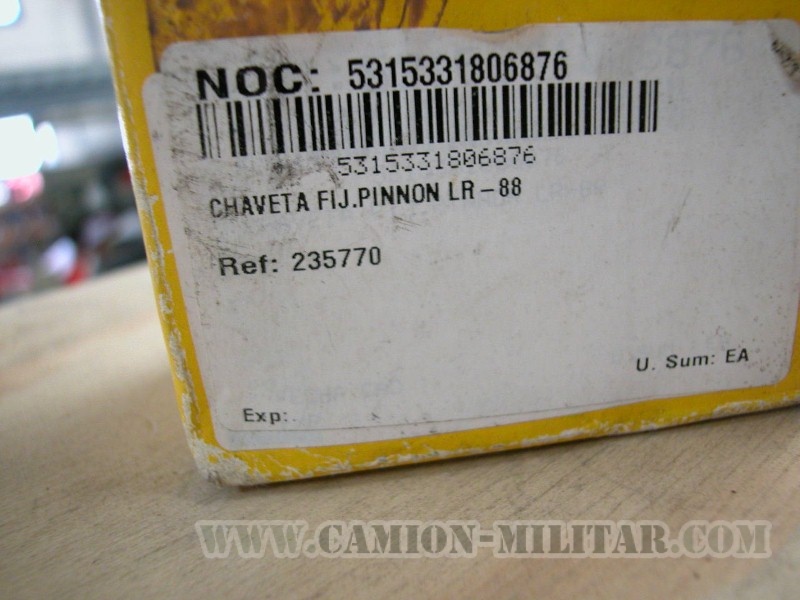 NOC: 5315331806876
5315331806876
CHAVETA FIJ.PINNON LR-88
Ref: 235770
U. Sum: EA
Exp:
WWW.CAMION-MILITAR.COM